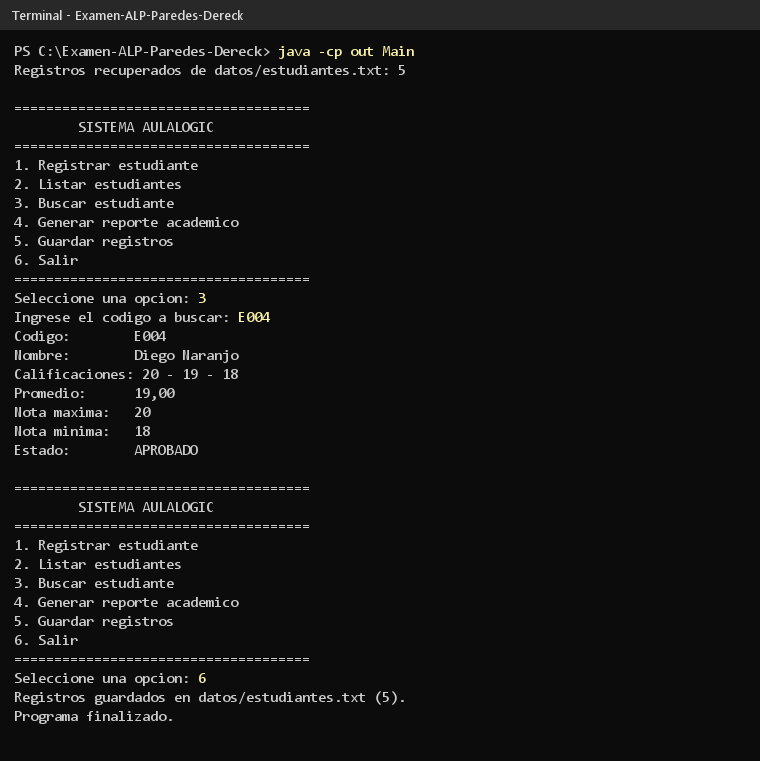 Terminal - Examen-ALP-Paredes-Dereck
PS C:\Examen-ALP-Paredes-Dereck> java -cp out Main
Registros recuperados de datos/estudiantes.txt: 5
=====================================
SISTEMA AULALOGIC
=====================================
1. Registrar estudiante
2. Listar estudiantes
3. Buscar estudiante
4. Generar reporte academico
5. Guardar registros
6. Salir
=====================================
Seleccione una opcion: 3
Ingrese el codigo a buscar: E004
Codigo:        E004
Nombre:        Diego Naranjo
Calificaciones: 20 - 19 - 18
Promedio:      19,00
Nota maxima:   20
Nota minima:   18
Estado:        APROBADO
=====================================
SISTEMA AULALOGIC
=====================================
1. Registrar estudiante
2. Listar estudiantes
3. Buscar estudiante
4. Generar reporte academico
5. Guardar registros
6. Salir
=====================================
Seleccione una opcion: 6
Registros guardados en datos/estudiantes.txt (5).
Programa finalizado.